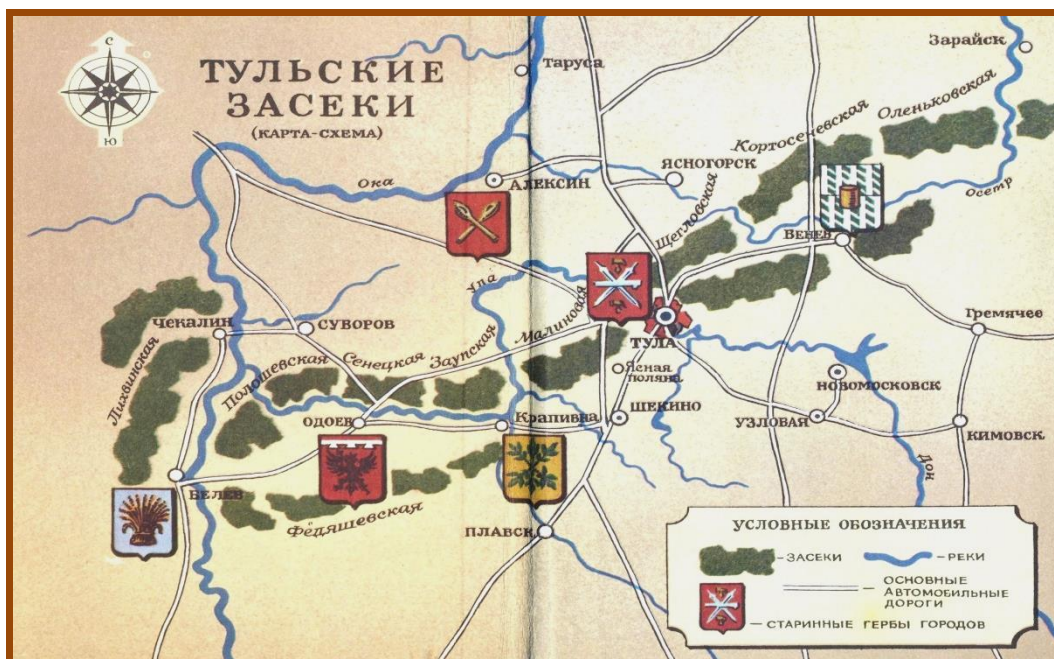 С
Ю
ТУЛЬСКИЕ
ЗАСЕКИ
(КАРТА-СХЕМА)
Таруса
Зарайск
Оленьковская
Кортосеневская
Ока
АЛЕКСИН
ЯСНОГОРСК
Щегловская
Осетр
Венев
Упа
Малиновая
Чекалин
СУВОРОВ
Гремячее
ТУЛА
Лихвинская
Полошевская
Сенецкая
Заупская
Ясная
поляна
НОВОМОСКОВСК
ОДОЕВ
Крапивна
ЩЕКИНО
УЗЛОВАЯ
КИМОВСК
Дон
БЕЛЕВ
Федяшевская
ПЛАВСК
УСЛОВНЫЕ ОБОЗНАЧЕНИЯ
-ЗАСЕКИ
-РЕКИ
— ОСНОВНЫЕ
АВТОМОБИЛЬНЫЕ
ДОРОГИ
— СТАРИННЫЕ ГЕРБЫ ГОРОДОВ